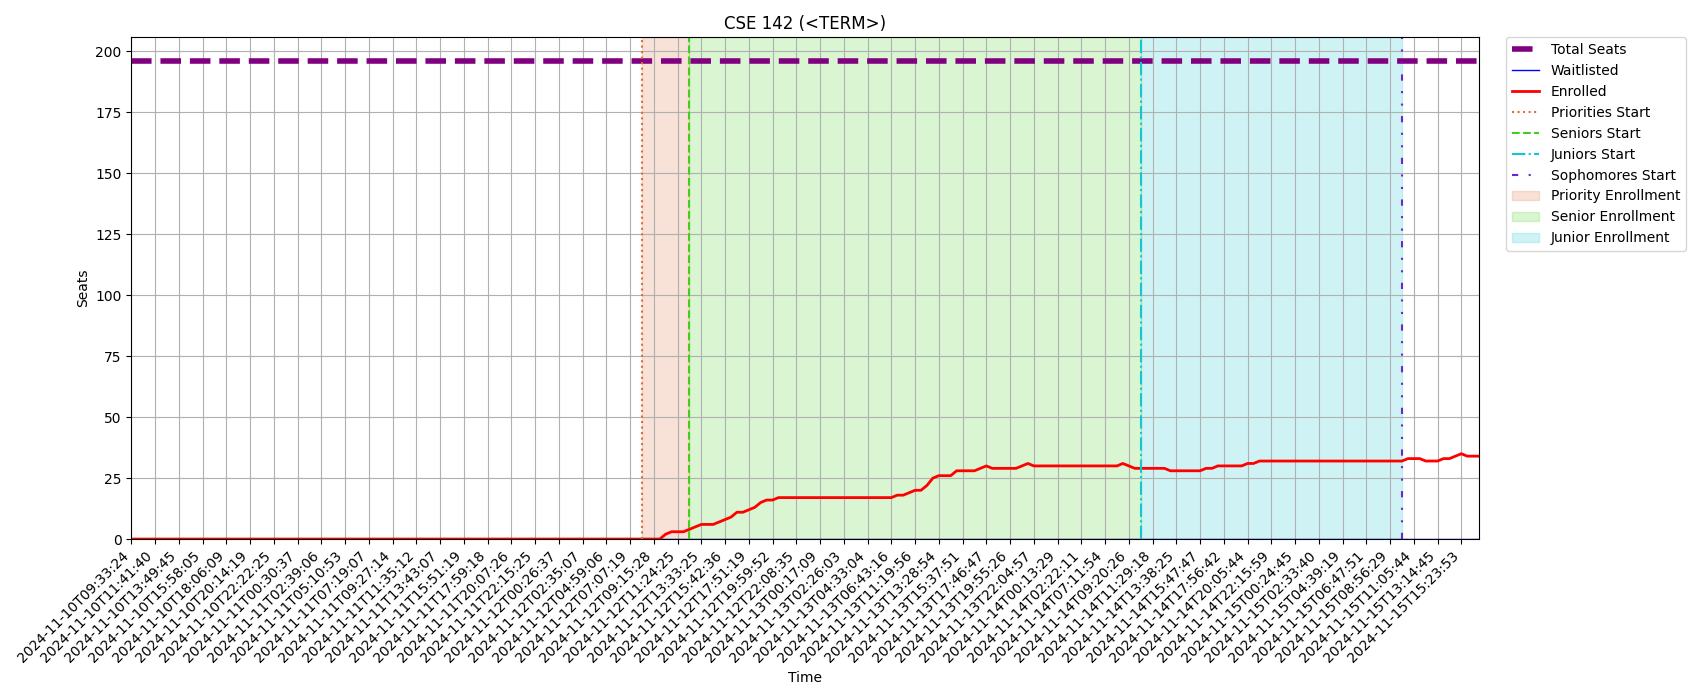 CSE 142 (<TERM>)
200
175
150
125
100
75
50
25
0
Seats
2024-11-10T09:33:24
2024-11-10T11:41:40
2024-11-10T13:49:45
2024-11-10T15:58:05
2024-11-10T18:06:09
2024-11-10T20:14:19
2024-11-10T22:22:25
2024-11-11T00:30:37
2024-11-11T02:39:06
2024-11-11T05:10:53
2024-11-11T07:19:07
2024-11-11T09:27:14
2024-11-11T11:35:12
2024-11-11T13:43:07
2024-11-11T15:51:19
2024-11-11T17:59:18
2024-11-11T20:07:26
2024-11-11T22:15:25
2024-11-12T00:26:37
2024-11-12T02:35:07
2024-11-12T04:59:06
2024-11-12T07:07:19
2024-11-12T09:15:28
2024-11-12T11:24:25
2024-11-12T13:33:25
2024-11-12T15:42:36
2024-11-12T17:51:19
2024-11-12T19:59:52
2024-11-12T22:08:35
2024-11-13T00:17:09
2024-11-13T02:26:03
2024-11-13T04:33:04
2024-11-13T06:43:16
2024-11-13T11:19:56
2024-11-13T13:28:54
2024-11-13T15:37:51
2024-11-13T17:46:47
2024-11-13T19:55:26
2024-11-13T22:04:57
2024-11-14T00:13:29
2024-11-14T02:22:11
2024-11-14T07:11:54
2024-11-14T09:20:26
2024-11-14T11:29:18
2024-11-14T13:38:25
2024-11-14T15:47:47
2024-11-14T17:56:42
2024-11-14T20:05:44
2024-11-14T22:15:59
2024-11-15T00:24:45
2024-11-15T02:33:40
2024-11-15T04:39:19
2024-11-15T06:47:51
2024-11-15T08:56:29
2024-11-15T11:05:44
2024-11-15T13:14:45
2024-11-15T15:23:53
Time
Total Seats
Waitlisted
Enrolled
Priorities Start
Seniors Start
Juniors Start
Sophomores Start
Priority Enrollment
Senior Enrollment
Junior Enrollment